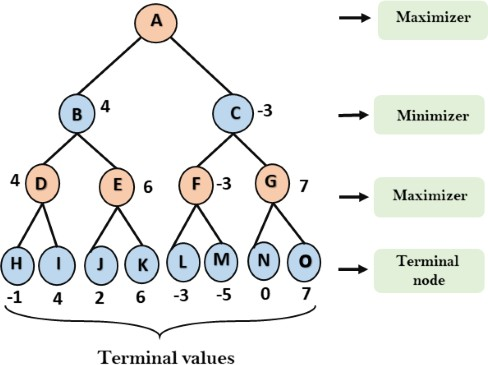 A
Maximizer
B 4 C -3
Minimizer
4 D E 6 F -3 G 7
Maximizer
H I J K L M N O
Terminal
node
-1 4 2 6 -3 -5 0 7
Terminal values